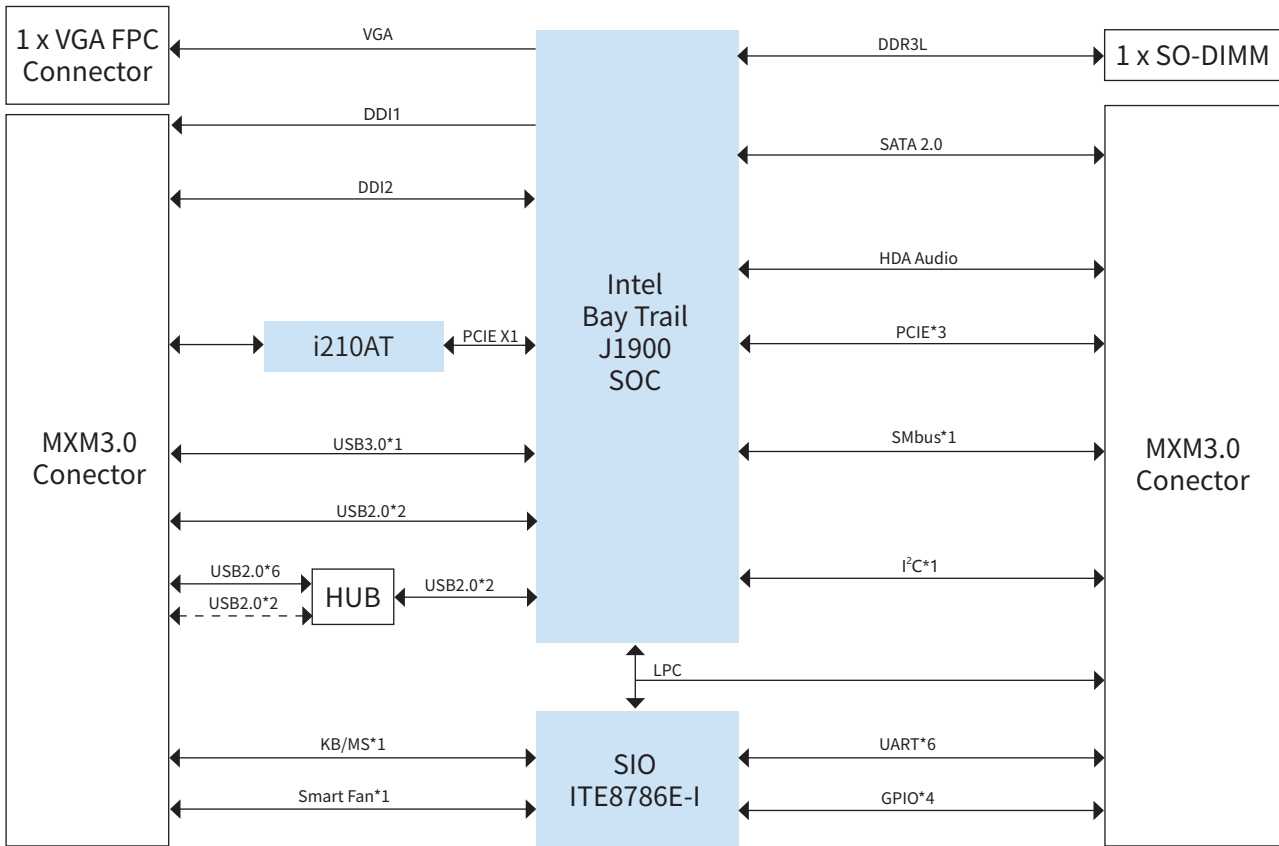 1 x VGA FPC
Connector
VGA
DDR3L
1 x SO-DIMM
DDI1
SATA 2.0
DDI2
HDA Audio
Intel
Bay Trail
J1900
SOC
i210AT
PCIE X1
PCIE*3
MXM3.0
Conector
USB3.0*1
SMbus*1
MXM3.0
Conector
USB2.0*2
USB2.0*6
HUB
USB2.0*2
I²C*1
USB2.0*2
LPC
KB/MS*1
SIO
ITE8786E-I
UART*6
Smart Fan*1
GPIO*4